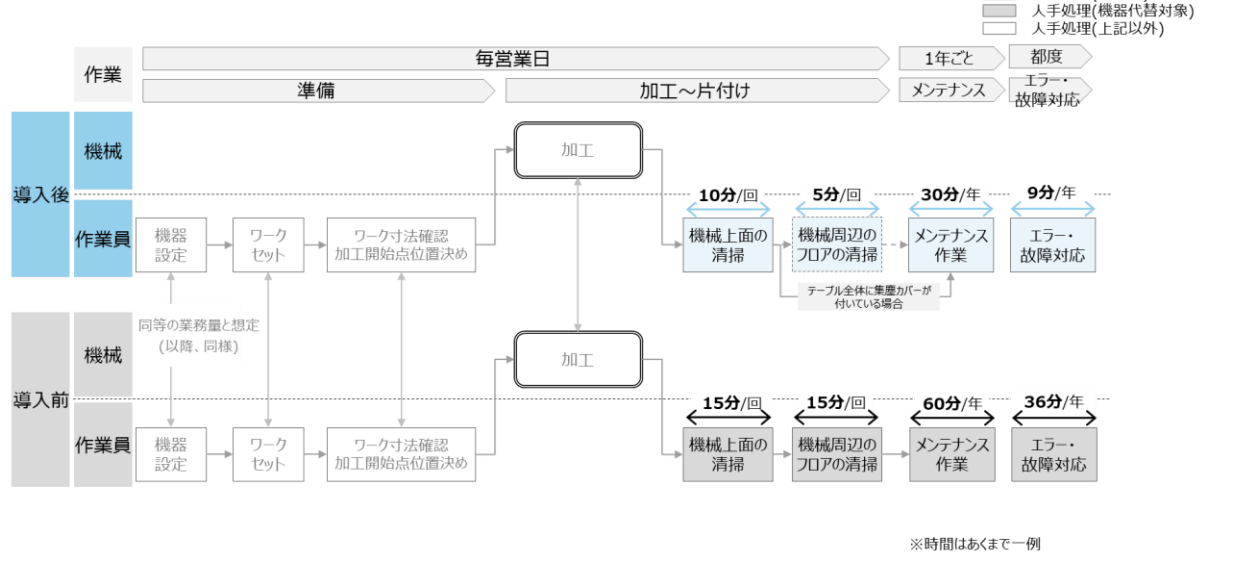 人手処理(機器代替対象)
人手処理(上記以外)
作業
毎営業日
1年ごと
都度
準備
加工～片付け
メンテナンス
エラー・
故障対応
導入後
機械
加工
10分/回
5分/回
30分/年
9分/年
作業員
機器
設定
ワーク
セット
ワーク寸法確認
加工開始点位置決め
機械上面の
清掃
機械周辺の
フロアの清掃
メンテナンス
作業
エラー・
故障対応
テーブル全体に集塵カバーが
付いている場合
同等の業務量と想定
(以降、同様)
導入前
機械
加工
15分/回
15分/回
60分/年
36分/年
作業員
機器
設定
ワーク
セット
ワーク寸法確認
加工開始点位置決め
機械上面の
清掃
機械周辺の
フロアの清掃
メンテナンス
作業
エラー・
故障対応
※時間はあくまで一例